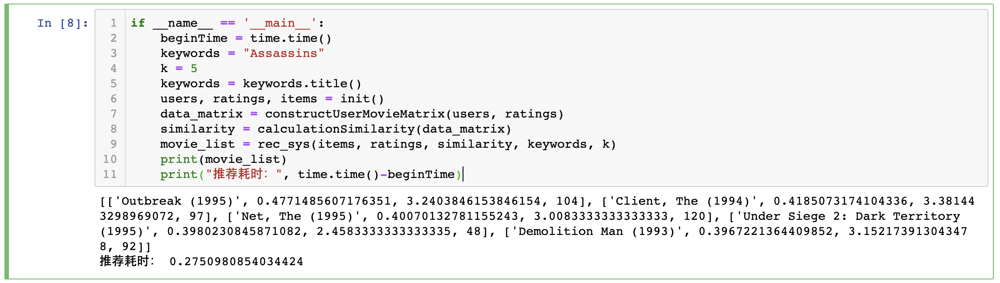 In [8]:
1 if __name__ == '__main__':
2     beginTime = time.time()
3     keywords = "Assassins"
4     k = 5
5     keywords = keywords.title()
6     users, ratings, items = init()
7     data_matrix = constructUserMovieMatrix(users, ratings)
8     similarity = calculationSimilarity(data_matrix)
9     movie_list = rec_sys(items, ratings, similarity, keywords, k)
10     print(movie_list)
11     print("推荐耗时：", time.time()-beginTime)
[['Outbreak (1995)', 0.4771485607176351, 3.2403846153846154, 104], ['Client, The (1994)', 0.4185073174104336, 3.38144
3298969072, 97], ['Net, The (1995)', 0.40070132781155243, 3.0083333333333333, 120], ['Under Siege 2: Dark Territory
(1995)', 0.3980230845871082, 2.4583333333333335, 48], ['Demolition Man (1993)', 0.3967221364409852, 3.15217391304347
8, 92]]
推荐耗时： 0.2750980854034424